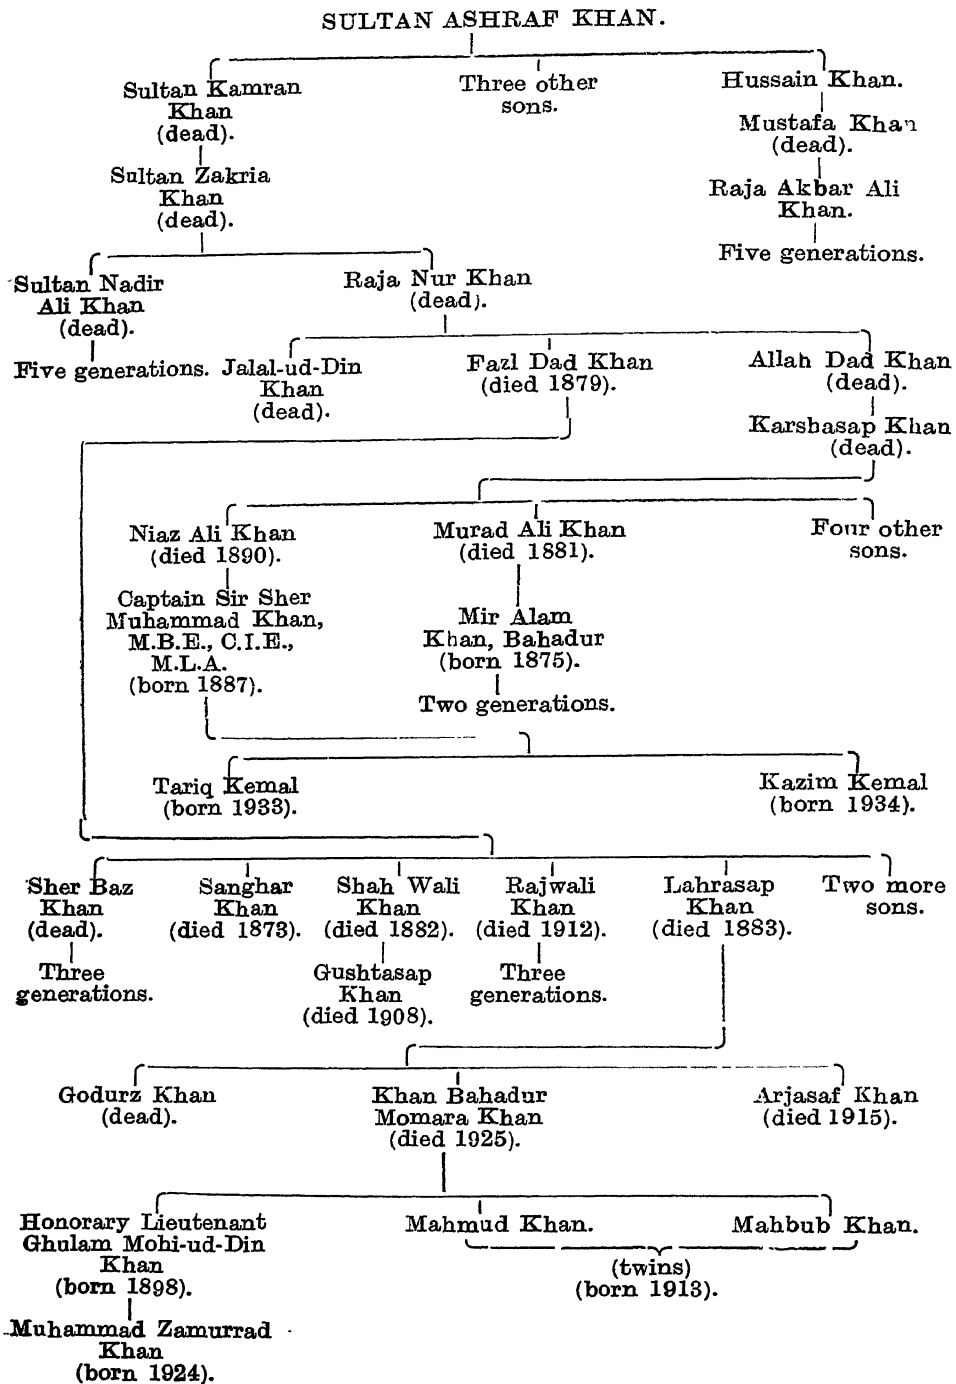 SULTAN ASHRAF KHAN.
Sultan Kamran
Khan
(dead).
Three other
sons.
Hussain Khan.
Mustafa Khan
(dead).
Sultan Zakria
Khan
(dead).
Raja Akbar Ali
Khan.
Five generations.
Sultan Nadir
Ali Khan
(dead).
Raja Nur Khan
(dead).
Five generations.
Jalal-ud-Din
Khan
(dead).
Fazl Dad Khan
(died 1879).
Allah Dad Khan
(dead).
Karshasap Khan
(dead).
Niaz Ali Khan
(died 1890).
Murad Ali Khan
(died 1881).
Four other
sons.
Captain Sir Sher
Muhammad Khan,
M.B.E., C.I.E.,
M.L.A.
(born 1887).
Mir Alam
Khan, Bahadur
(born 1875).
Two generations.
Tariq Kemal
(born 1933).
Kazim Kemal
(born 1934).
Sher Baz
Khan
(dead).
Sanghar
Khan
(died 1873).
Shah Wali
Khan
(died 1882).
Rajwali
Khan
(died 1912).
Lahrasap
Khan
(died 1883).
Two more
sons.
Three
generations.
Gushtasap
Khan
(died 1908).
Three
generations.
Godurz Khan
(dead).
Khan Bahadur
Momara Khan
(died 1925).
Arjasaf Khan
(died 1915).
Honorary Lieutenant
Ghulam Mohi-ud-Din
Khan
(born 1898).
Mahmud Khan.
Mahbub Khan.
(twins)
(born 1913).
Muhammad Zamurrad
Khan
(born 1924).